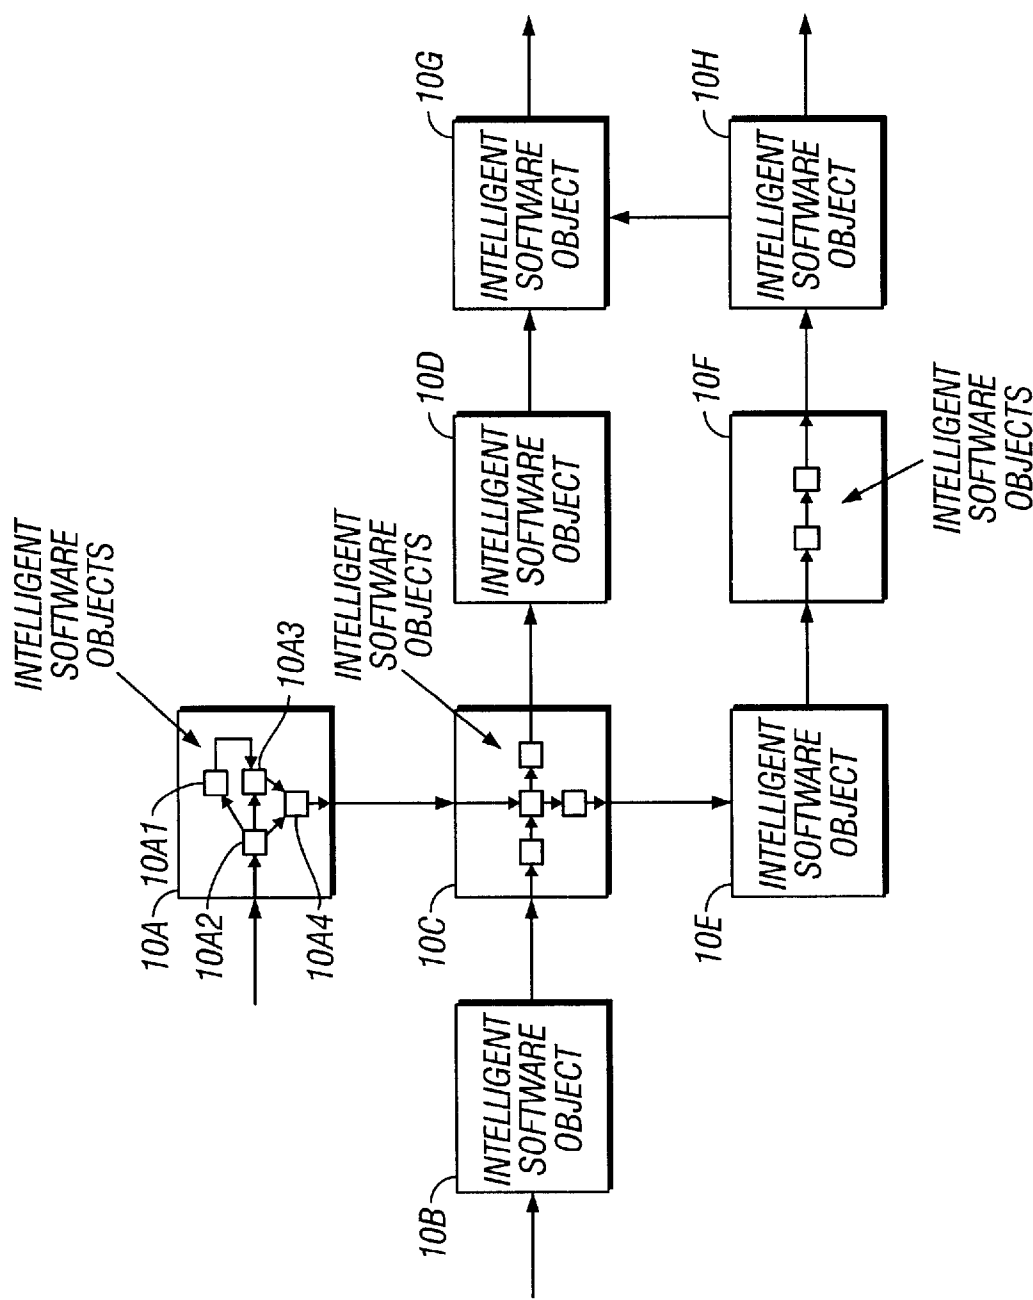 INTELLIGENT
SOFTWARE
OBJECTS
10A
10A1
10A2
10A3
10A4
INTELLIGENT
SOFTWARE
OBJECTS
10B
INTELLIGENT
SOFTWARE
OBJECT
10C
10D
INTELLIGENT
SOFTWARE
OBJECT
10G
INTELLIGENT
SOFTWARE
OBJECT
10E
INTELLIGENT
SOFTWARE
OBJECT
10F
INTELLIGENT
SOFTWARE
OBJECTS
10H
INTELLIGENT
SOFTWARE
OBJECT